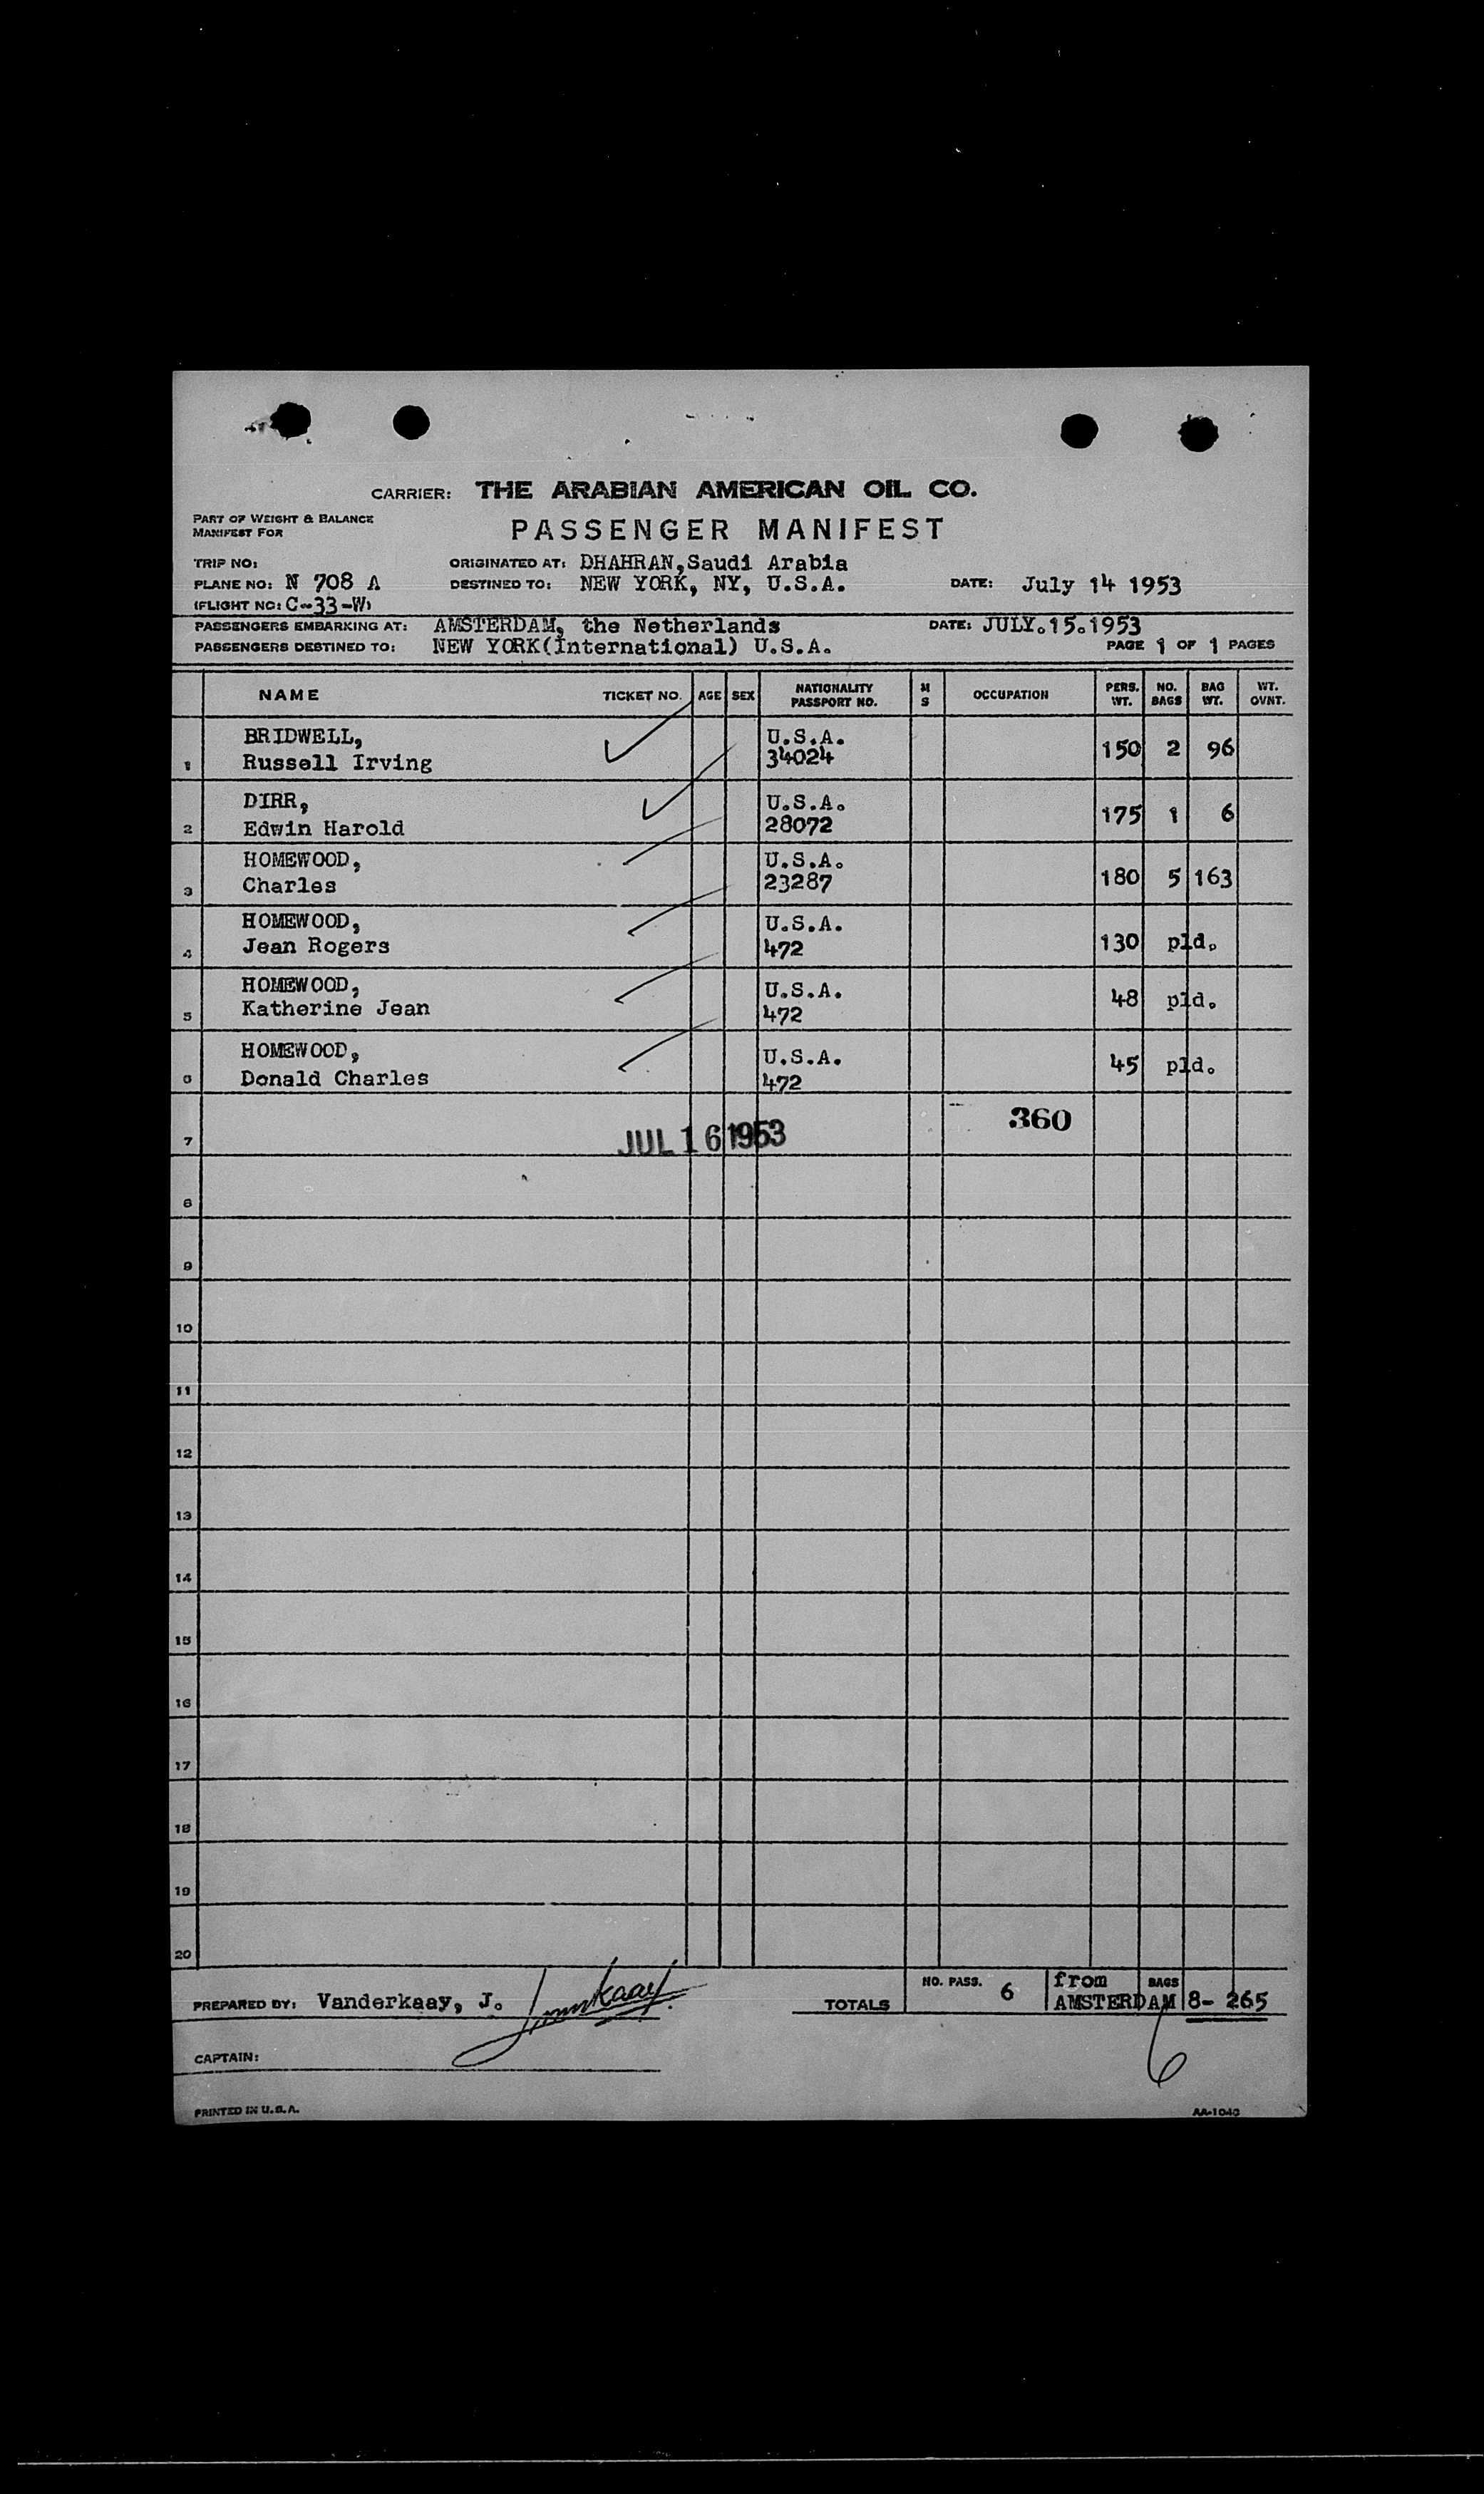 CARRIER: THE ARABIAN AMERICAN OIL CO.
PART OF WEIGHT & BALANCE
MANIFEST FOR
PASSENGER MANIFEST
TRIP NO: ORIGINATED AT: DHAHRAN,Saudi Arabia
PLANE NO: N 708 A DESTINED TO: NEW YORK, NY, U.S.A. DATE: July 14 1953
(FLIGHT NO: C-33-W)
PASSENGERS EMBARKING AT: AMSTERDAM, the Netherlands DATE: JULY.15.1953
PASSENGERS DESTINED TO: NEW YORK(International) U.S.A. PAGE 1 OF 1 PAGES
NAME TICKET NO. AGE SEX NATIONALITY PASSPORT NO. M S OCCUPATION PERS. WT. NO. BAGS BAG WT. WT. OVNT.
BRIDWELL, U.S.A.
1 Russell Irving 34024 150 2 96
DIRR, U.S.A.
2 Edwin Harold 28072 175 1 6
HOMEWOOD, U.S.A.
3 Charles 23287 180 5 163
HOMEWOOD, U.S.A.
4 Jean Rogers 472 130 pld.
HOMEWOOD, U.S.A.
5 Katherine Jean 472 48 pld.
HOMEWOOD, U.S.A.
6 Donald Charles 472 45 pld.
360
7 JUL 16 1953
8
9
10
11
12
13
14
15
16
17
18
19
20
NO. PASS. 6 from BAGS
PREPARED BY: Vanderkaay, J. TOTALS AMSTERDAM 8- 265
CAPTAIN: 6
PRINTED IN U.S.A. AA-1040